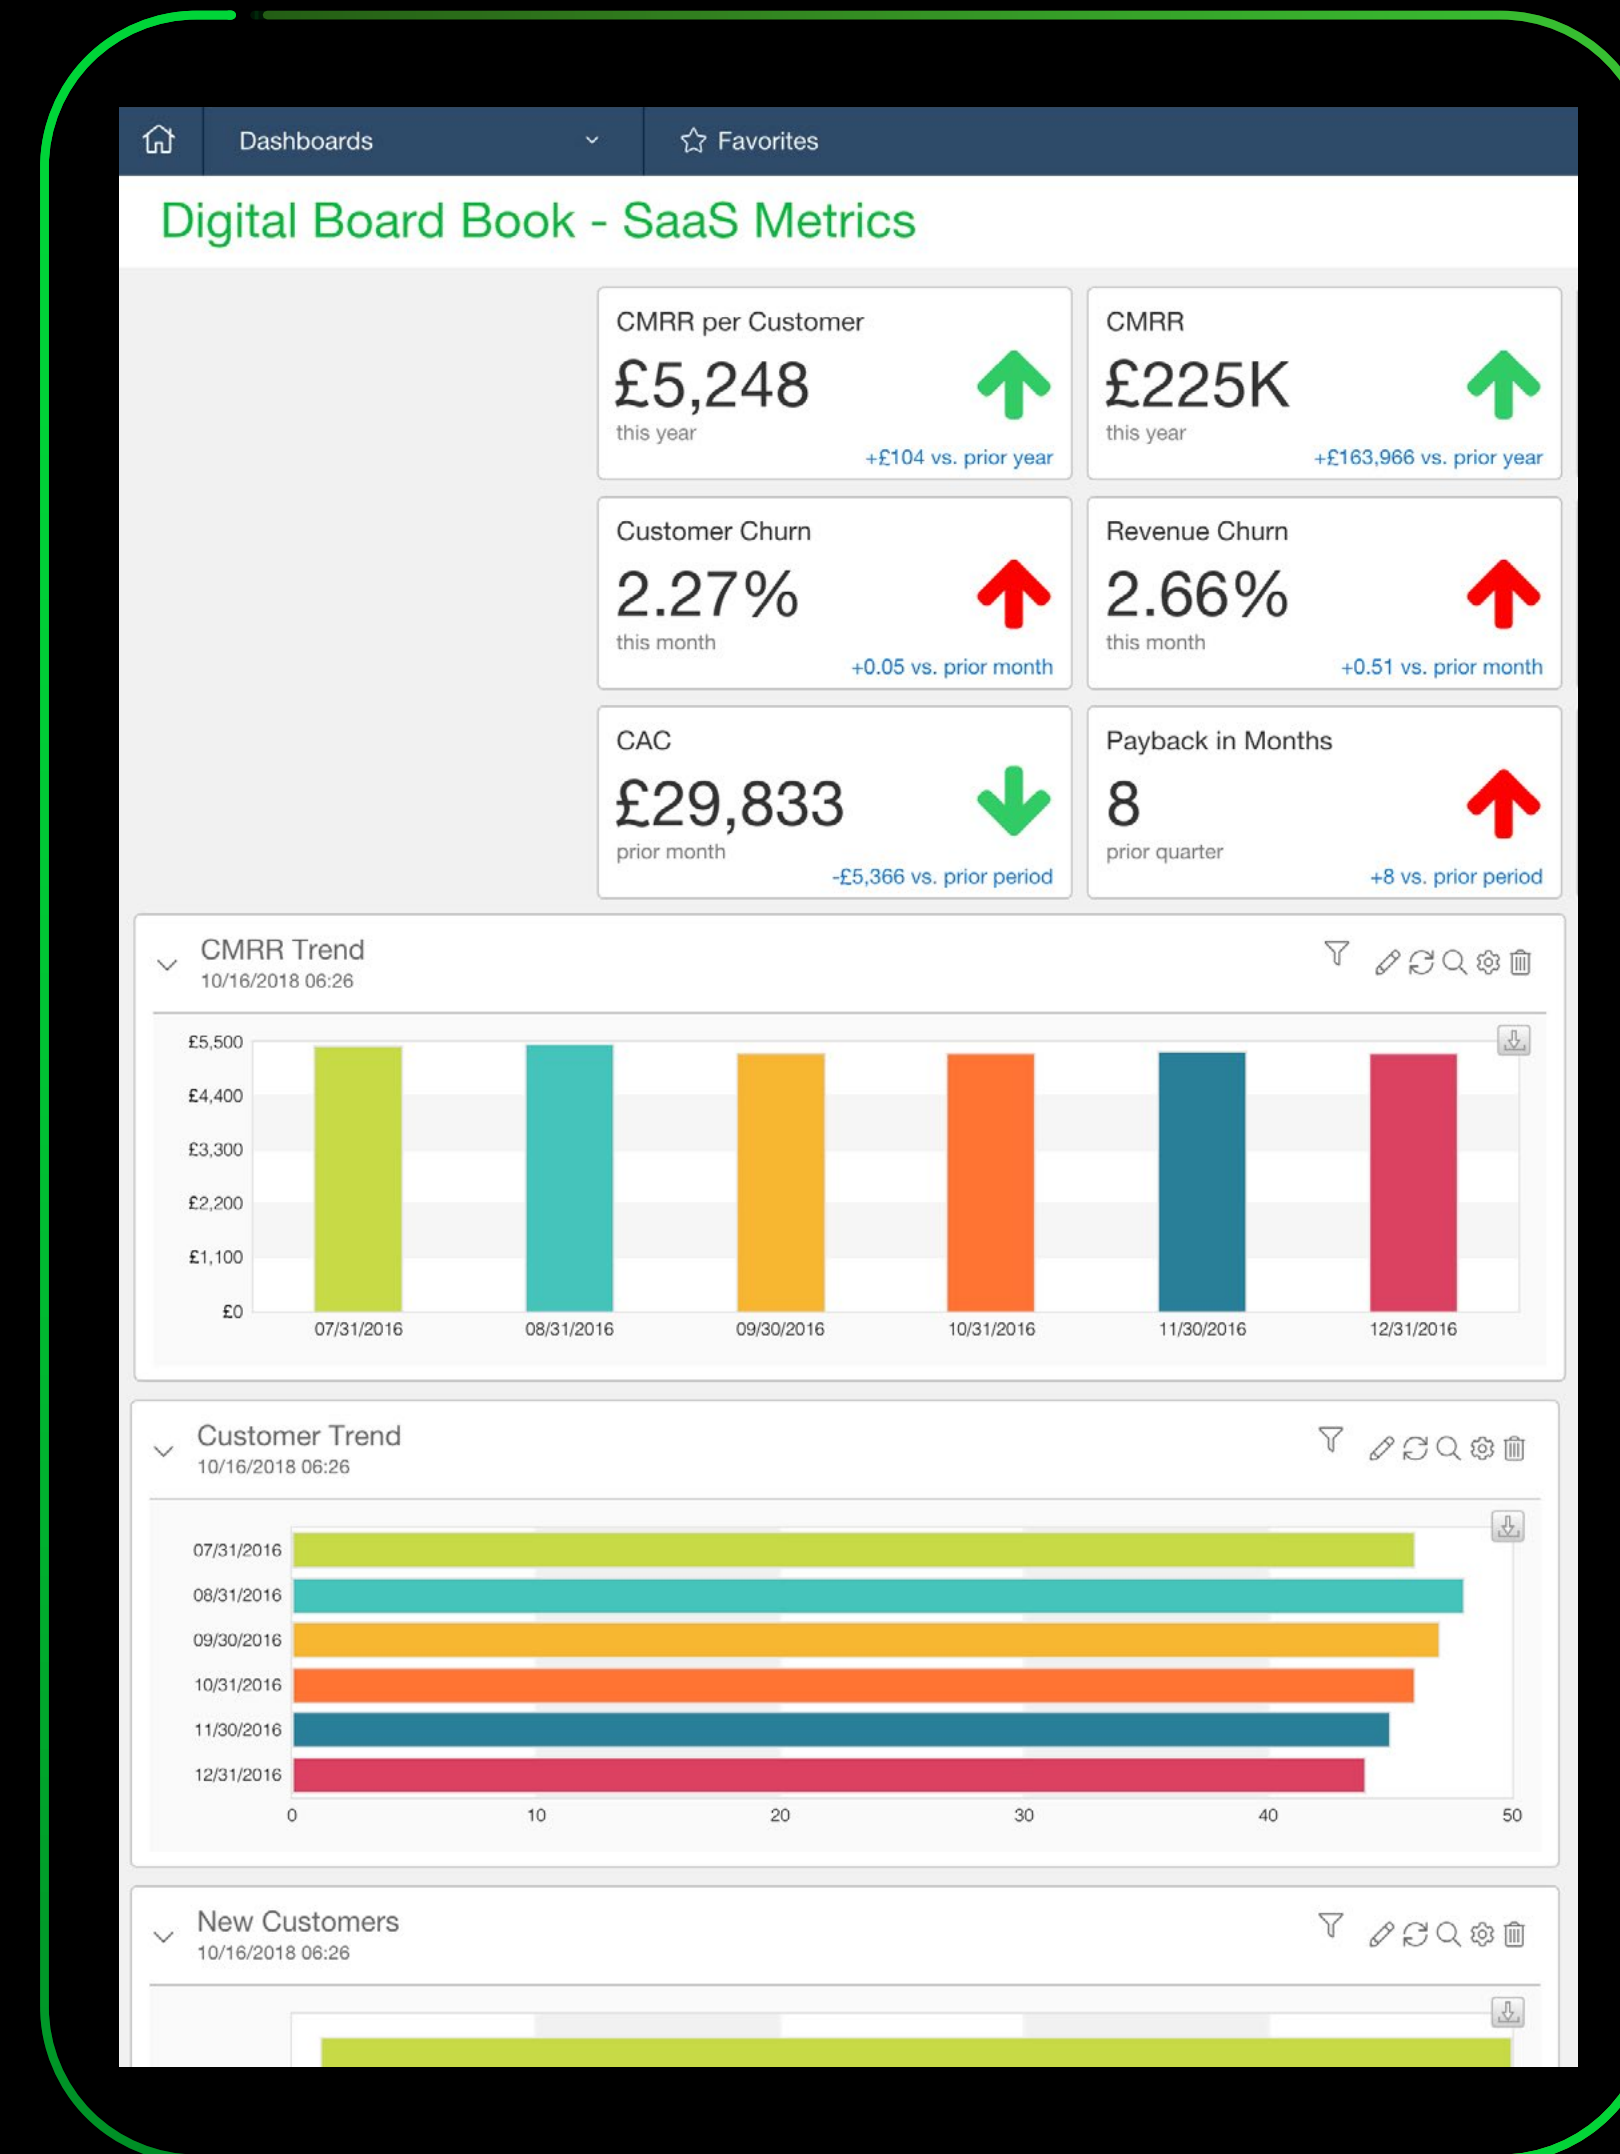 Dashboards
Favorites
Digital Board Book - SaaS Metrics
CMRR per Customer
£5,248
this year
+£104 vs. prior year
CMRR
£225K
this year
+£163,966 vs. prior year
Customer Churn
2.27%
this month
+0.05 vs. prior month
Revenue Churn
2.66%
this month
+0.51 vs. prior month
CAC
£29,833
prior month
-£5,366 vs. prior period
Payback in Months
8
prior quarter
+8 vs. prior period
CMRR Trend
10/16/2018 06:26
£5,500
£4,400
£3,300
£2,200
£1,100
£0
07/31/2016 08/31/2016 09/30/2016 10/31/2016 11/30/2016 12/31/2016
Customer Trend
10/16/2018 06:26
07/31/2016
08/31/2016
09/30/2016
10/31/2016
11/30/2016
12/31/2016
0 10 20 30 40 50
New Customers
10/16/2018 06:26